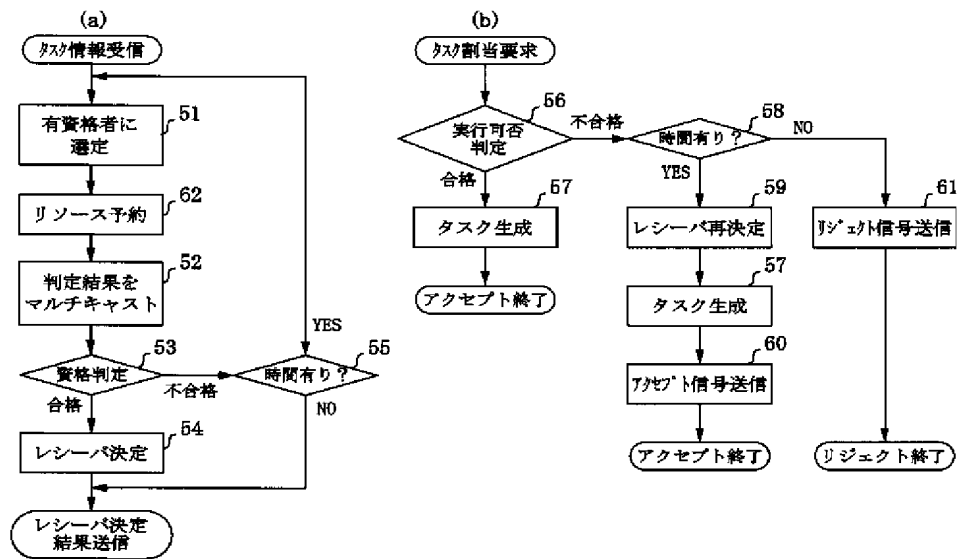 (a)
タスク情報受信
51
有資格者に
選定
62
リソース予約
52
判定結果を
マルチキャスト
53
資格判定
不合格
合格
55
時間有り？
YES
NO
54
レシーバ決定
レシーバ決定
結果送信
(b)
タスク割当要求
56
実行可否
判定
不合格
合格
58
時間有り？
NO
YES
57
タスク生成
アクセプト終了
59
レシーバ再決定
57
タスク生成
60
アクセプト信号送信
アクセプト終了
61
リジェクト信号送信
リジェクト終了